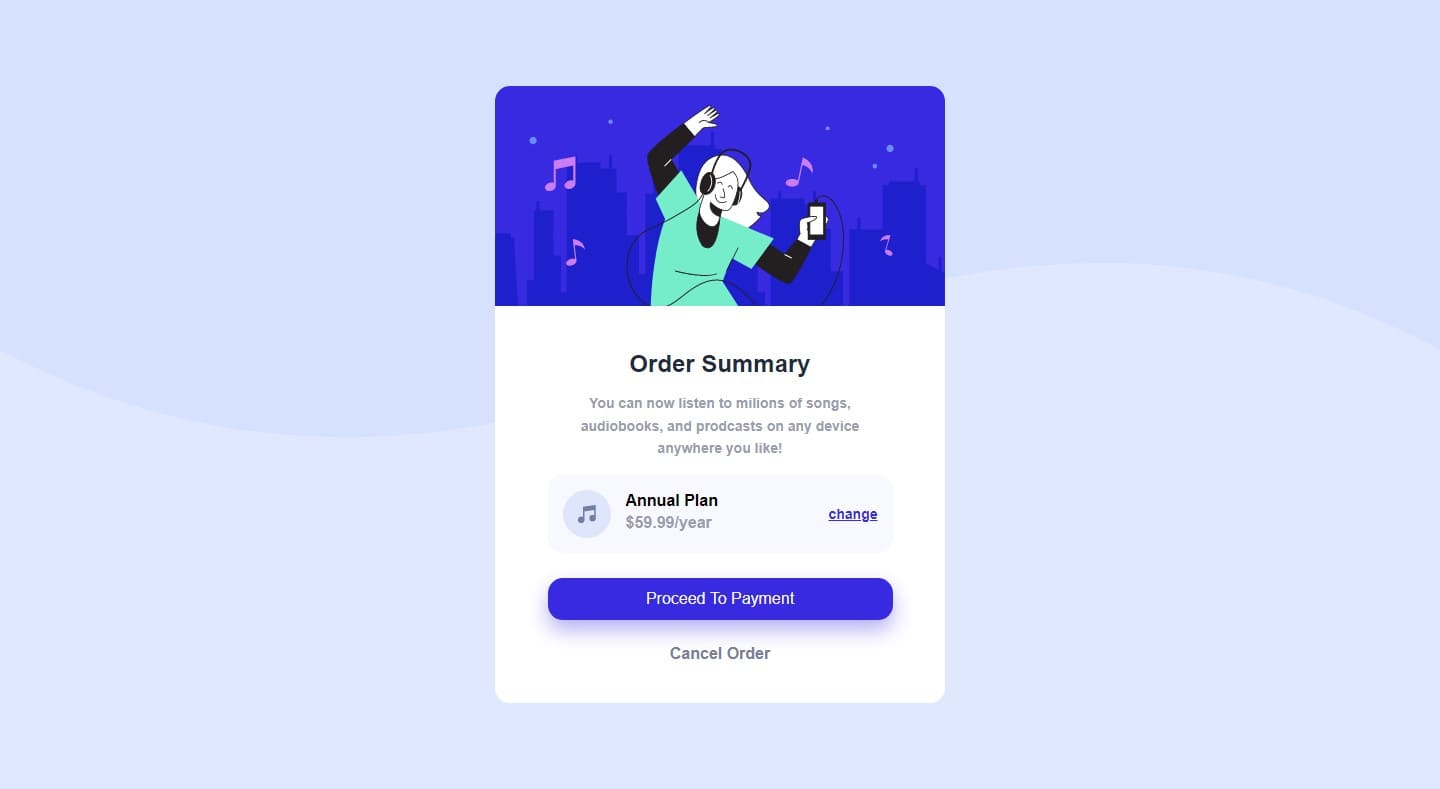 Order Summary
You can now listen to milions of songs,
audiobooks, and prodcasts on any device
anywhere you like!
Annual Plan
$59.99/year
change
Proceed To Payment
Cancel Order